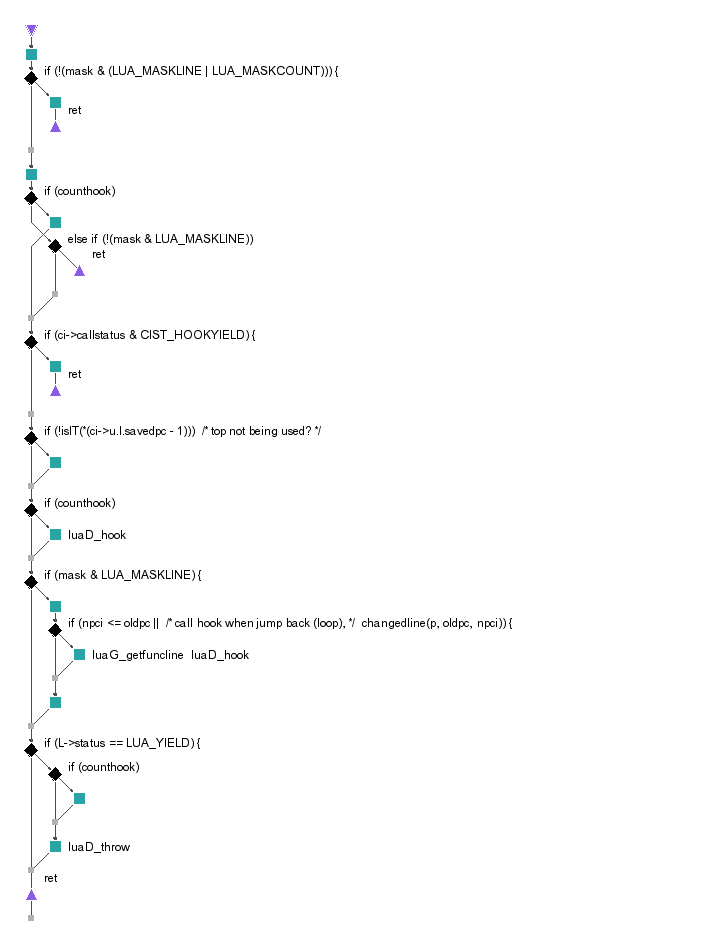 if (!(mask & (LUA_MASKLINE | LUA_MASKCOUNT))) {
ret
if (counthook)
else if (!(mask & LUA_MASKLINE))
ret
if (ci->callstatus & CIST_HOOKYIELD) {
ret
if (!isIT(*(ci->u.l.savedpc - 1)))  /* top not being used? */
if (counthook)
luaD_hook
if (mask & LUA_MASKLINE) {
if (npci <= oldpc ||  /* call hook when jump back (loop), */  changedline(p, oldpc, npci)) {
luaG_getfuncline  luaD_hook
if (L->status == LUA_YIELD) {
if (counthook)
luaD_throw
ret